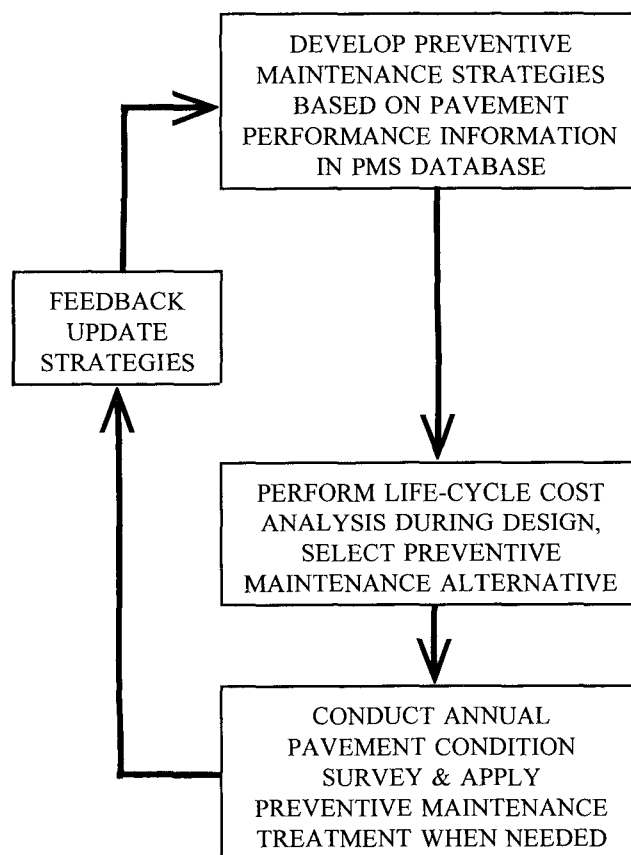 DEVELOP PREVENTIVE
MAINTENANCE STRATEGIES
BASED ON PAVEMENT
PERFORMANCE INFORMATION
IN PMS DATABASE
FEEDBACK
UPDATE
STRATEGIES
PERFORM LIFE-CYCLE COST
ANALYSIS DURING DESIGN,
SELECT PREVENTIVE
MAINTENANCE ALTERNATIVE
CONDUCT ANNUAL
PAVEMENT CONDITION
SURVEY & APPLY
PREVENTIVE MAINTENANCE
TREATMENT WHEN NEEDED